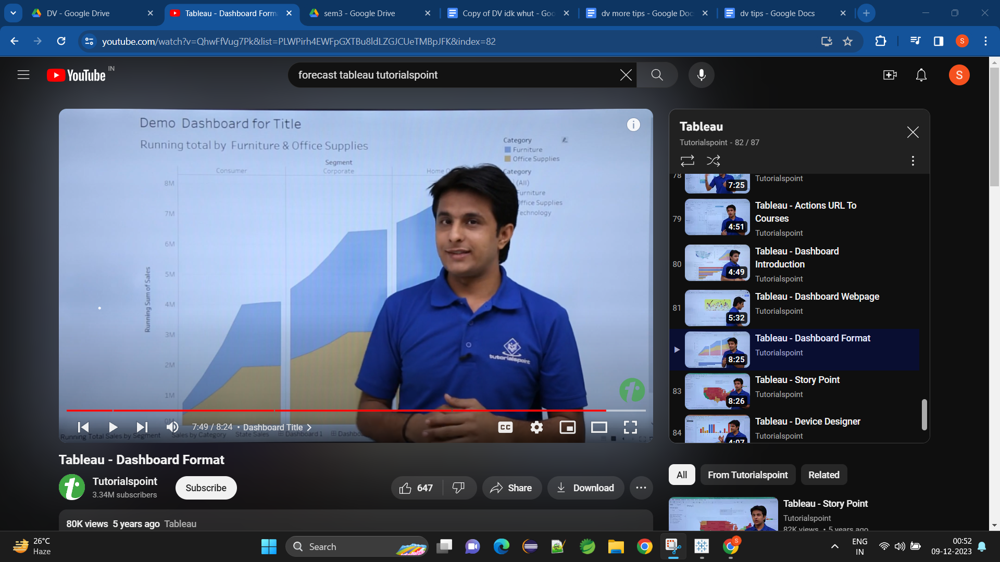 DV - Google Drive
Tableau - Dashboard Form
sem3 - Google Drive
Copy of DV idk whut - Goo
dv more tips - Google Doc
dv tips - Google Docs
youtube.com/watch?v=QhwFfVug7Pk&list=PLWPirh4EWFpGXTBu8ldLZGJCUeTMBpJFK&index=82
S
YouTube
IN
forecast tableau tutorialspoint
S
Demo Dashboard for Title
Running total by Furniture & Office Supplies
Category
Furniture
Office Supplies
Segment
Consumer
Corporate
Home O
Category
(All)
Furniture
Office Supplies
Technology
8M
7M
6M
5M
4M
3M
2M
1M
0M
Running Sum of Sales
tutorialspoint
7:49 / 8:24 • Dashboard Title
CC
Running Total Sales by Segment
Sales by Category
State Sales
Dashboard 1
Dashbo
Tableau - Dashboard Format
Tutorialspoint
3.34M subscribers
Subscribe
647
Share
Download
80K views 5 years ago Tableau
Tableau
Tutorialspoint - 82 / 87
78
7:25
Tutorialspoint
79
4:51
Tableau - Actions URL To
Courses
Tutorialspoint
80
4:49
Tableau - Dashboard
Introduction
Tutorialspoint
81
5:32
Tableau - Dashboard Webpage
Tutorialspoint
8:25
Tableau - Dashboard Format
Tutorialspoint
83
8:26
Tableau - Story Point
Tutorialspoint
84
4:07
Tableau - Device Designer
Tutorialspoint
All
From Tutorialspoint
Related
Tableau - Story Point
Tutorialspoint
82K views • 5 years ago
26°C
Haze
Search
S
ENG
IN
00:52
09-12-2023